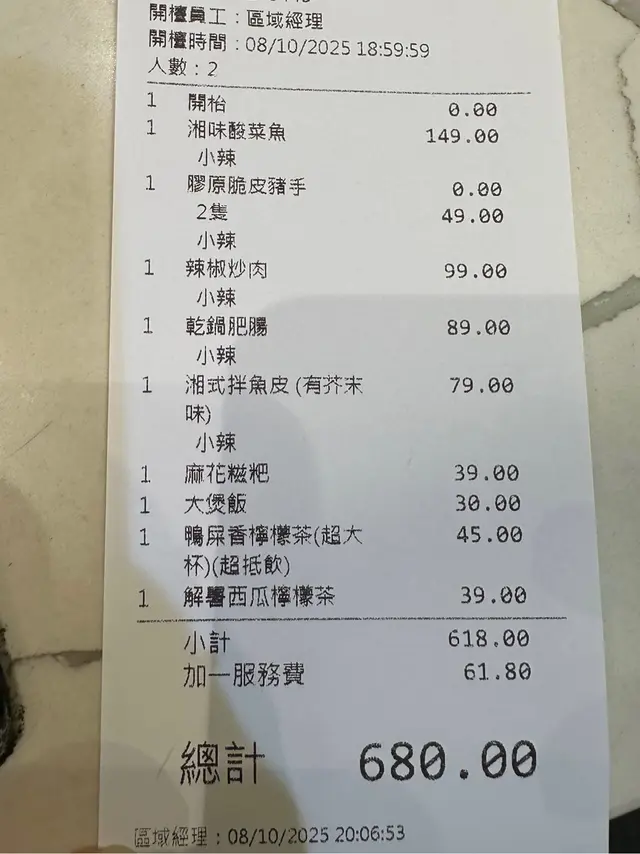 開檯員工：區域經理
開檯時間：08/10/2025 18:59:59
人數：2
1 開枱 0.00
1 湘味酸菜魚 149.00
小辣
1 膠原脆皮豬手 0.00
2隻 49.00
小辣
1 辣椒炒肉 99.00
小辣
1 乾鍋肥腸 89.00
小辣
1 湘式拌魚皮(有芥末 79.00
味)
小辣
1 麻花糍粑 39.00
1 大煲飯 30.00
1 鴨屎香檸檬茶(超大 45.00
杯)(超抵飲)
1 解暑西瓜檸檬茶 39.00
小計 618.00
加一服務費 61.80
總計 680.00
區域經理：08/10/2025 20:06:53